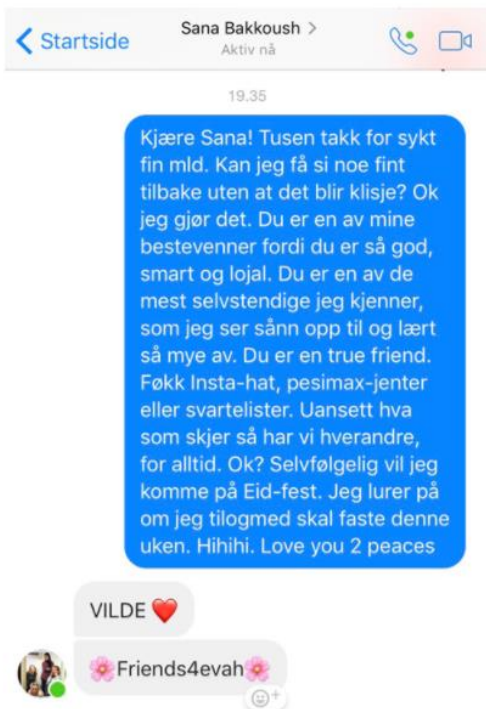 Startside
Sana Bakkoush >
Aktiv nå
19.35
Kjære Sana! Tusen takk for sykt
fin mld. Kan jeg få si noe fint
tilbake uten at det blir klisje? Ok
jeg gjør det. Du er en av mine
bestevenner fordi du er så god,
smart og lojal. Du er en av de
mest selvstendige jeg kjenner,
som jeg ser sånn opp til og lært
så mye av. Du er en true friend.
Føkk Insta-hat, pesimax-jenter
eller svartelister. Uansett hva
som skjer så har vi hverandre,
for alltid. Ok? Selvfølgelig vil jeg
komme på Eid-fest. Jeg lurer på
om jeg tilogmed skal faste denne
uken. Hihihi. Love you 2 peaces
VILDE ❤️
🌸Friends4evah🌸